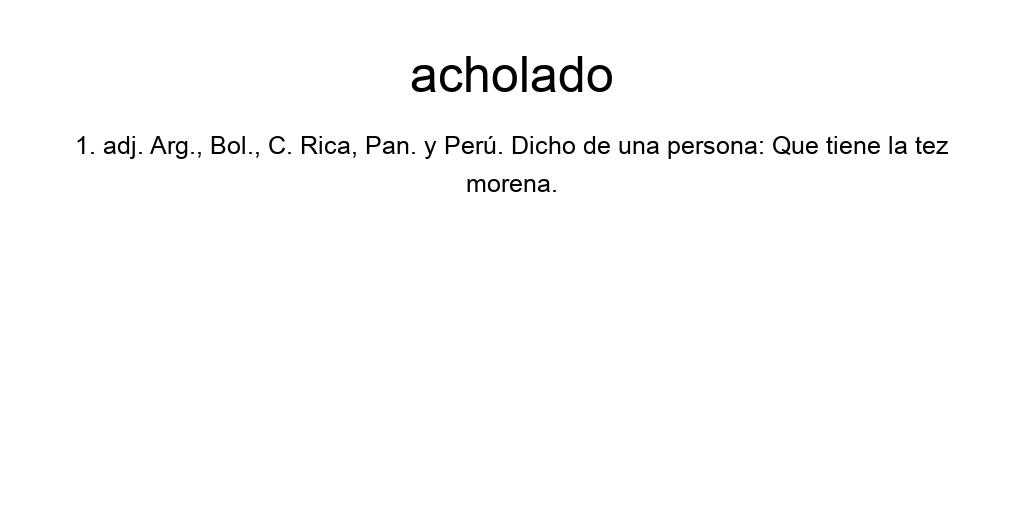 acholado
1. adj. Arg., Bol., C. Rica, Pan. y Perú. Dicho de una persona: Que tiene la tez
morena.